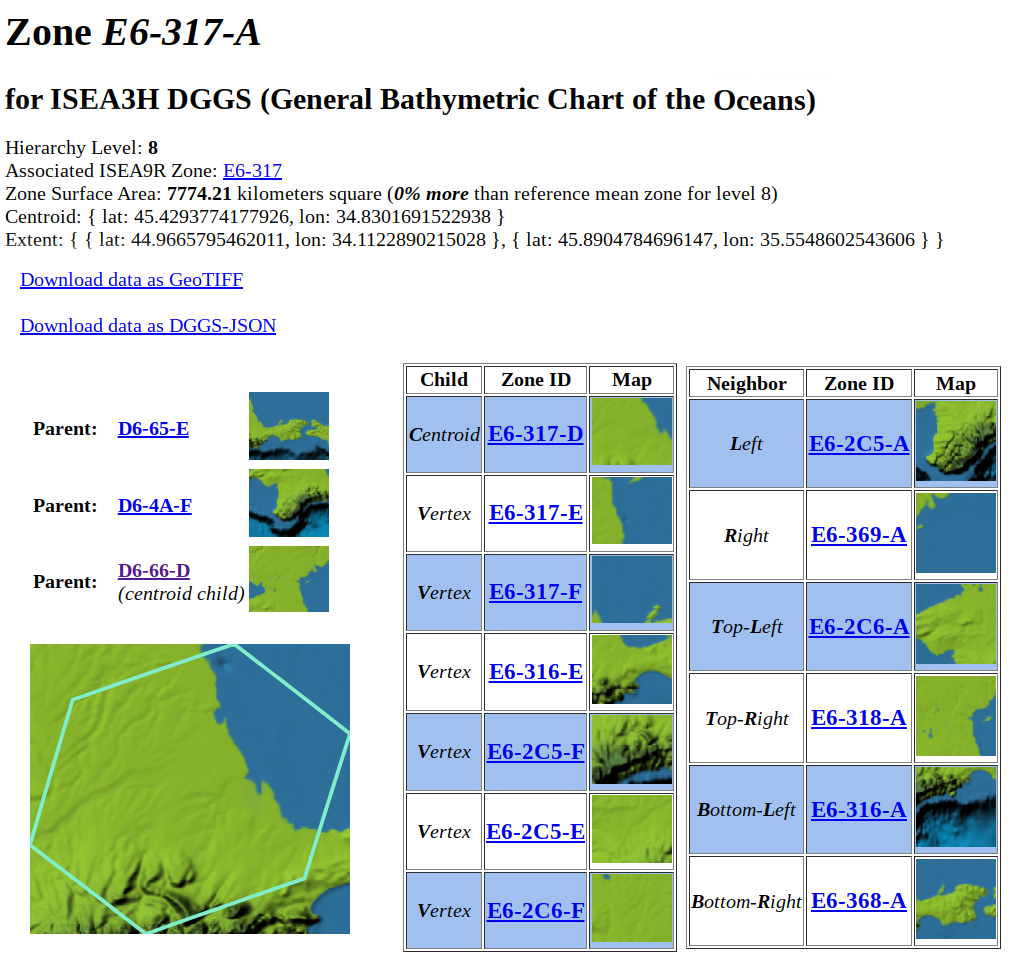 Zone E6-317-A
for ISEA3H DGGS (General Bathymetric Chart of the Oceans)
Hierarchy Level: 8
Associated ISEA9R Zone: E6-317
Zone Surface Area: 7774.21 kilometers square (0% more than reference mean zone for level 8)
Centroid: { lat: 45.4293774177926, lon: 34.8301691522938 }
Extent: { { lat: 44.9665795462011, lon: 34.1122890215028 }, { lat: 45.8904784696147, lon: 35.5548602543606 } }
Download data as GeoTIFF
Download data as DGGS-JSON
Parent: D6-65-E
Parent: D6-4A-F
Parent: D6-66-D
(centroid child)
Child Zone ID Map
Centroid E6-317-D
Vertex E6-317-E
Vertex E6-317-F
Vertex E6-316-E
Vertex E6-2C5-F
Vertex E6-2C5-E
Vertex E6-2C6-F
Neighbor Zone ID Map
Left E6-2C5-A
Right E6-369-A
Top-Left E6-2C6-A
Top-Right E6-318-A
Bottom-Left E6-316-A
Bottom-Right E6-368-A